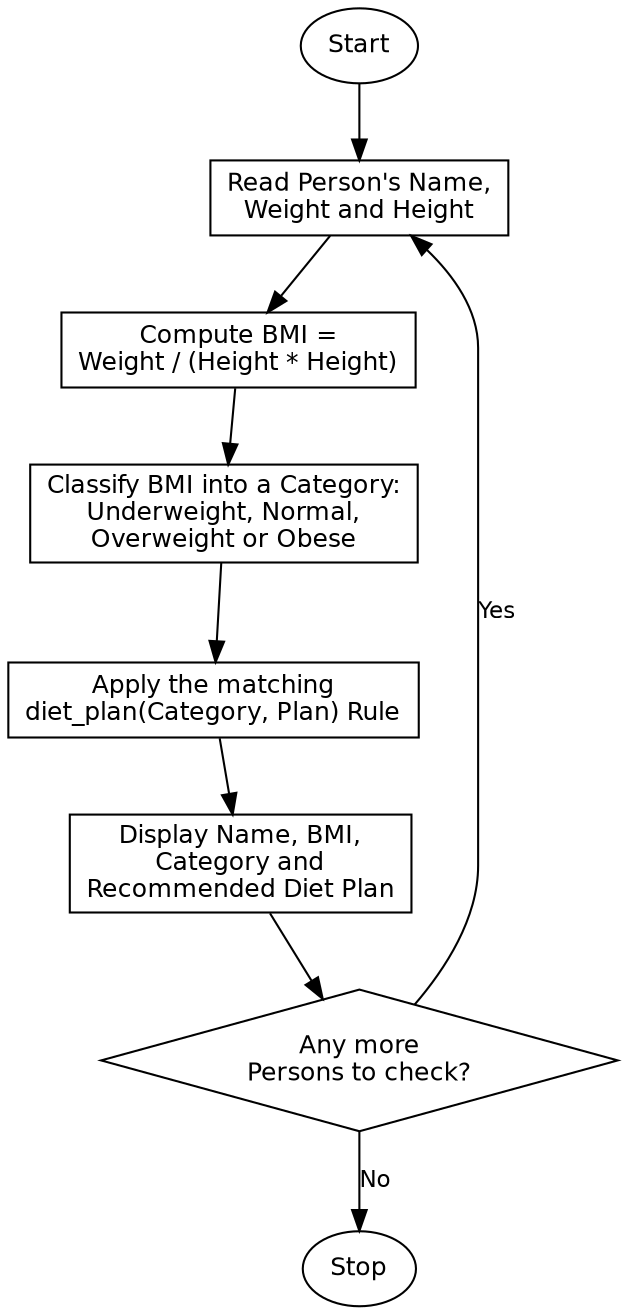 Start
Read Person's Name,
Weight and Height
Compute BMI =
Weight / (Height * Height)
Classify BMI into a Category:
Underweight, Normal,
Overweight or Obese
Apply the matching
diet_plan(Category, Plan) Rule
Display Name, BMI,
Category and
Recommended Diet Plan
Any more
Persons to check?
Yes
No
Stop